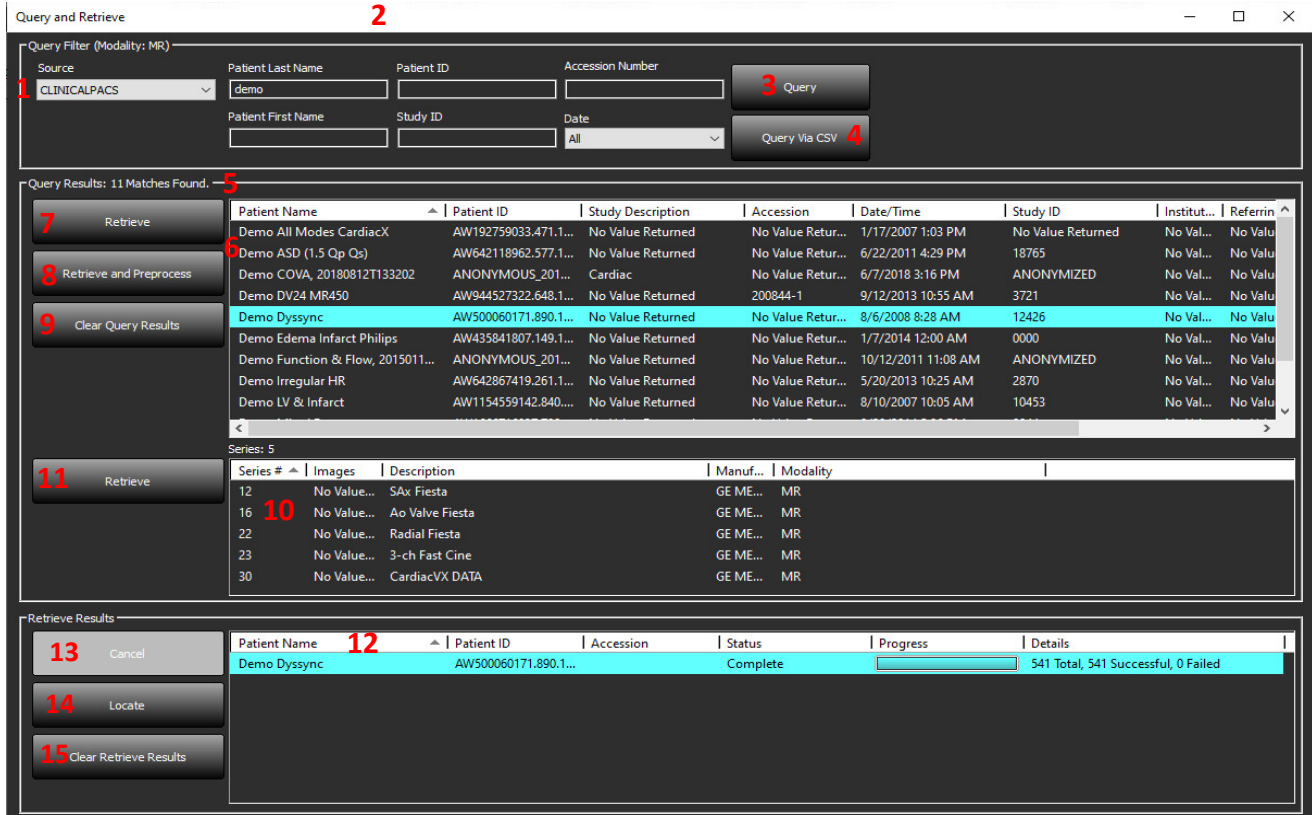 Query and Retrieve 2
Query Filter (Modality: MR)
Source Patient Last Name Patient ID Accession Number
1 CLINICALPACS demo 3 Query
Patient First Name Study ID Date
All Query Via CSV 4
Query Results: 11 Matches Found. 5
7 Retrieve
8 Retrieve and Preprocess
9 Clear Query Results
6
Patient Name Patient ID Study Description Accession Date/Time Study ID Institut... Referrin
Demo All Modes CardiacX AW192759033.471.1... No Value Returned No Value Retur... 1/17/2007 1:03 PM No Value Returned No Val... No Valu
Demo ASD (1.5 Qp Qs) AW642118962.577.1... No Value Returned No Value Retur... 6/22/2011 4:29 PM 18765 No Val... No Valu
Demo COVA, 20180812T133202 ANONYMOUS_201... Cardiac No Value Retur... 6/7/2018 3:16 PM ANONYMIZED No Val... No Valu
Demo DV24 MR450 AW944527322.648.1... No Value Returned 200844-1 9/12/2013 10:55 AM 3721 No Val... No Valu
Demo Dyssync AW500060171.890.1... No Value Returned No Value Retur... 8/6/2008 8:28 AM 12426 No Val... No Valu
Demo Edema Infarct Philips AW435841807.149.1... No Value Returned No Value Retur... 1/7/2014 12:00 AM 0000 No Val... No Valu
Demo Function & Flow, 2015011... ANONYMOUS_201... No Value Returned No Value Retur... 10/12/2011 11:08 AM ANONYMIZED No Val... No Valu
Demo Irregular HR AW642867419.261.1... No Value Returned No Value Retur... 5/20/2013 10:25 AM 2870 No Val... No Valu
Demo LV & Infarct AW1154559142.840.... No Value Returned No Value Retur... 8/10/2007 10:05 AM 10453 No Val... No Valu
Series: 5
11 Retrieve
Series # Images Description Manuf... Modality
12 No Value... SAx Fiesta GE ME... MR
16 10 No Value... Ao Valve Fiesta GE ME... MR
22 No Value... Radial Fiesta GE ME... MR
23 No Value... 3-ch Fast Cine GE ME... MR
30 No Value... CardiacVX DATA GE ME... MR
Retrieve Results
13 Cancel
14 Locate
15 Clear Retrieve Results
Patient Name 12 Patient ID Accession Status Progress Details
Demo Dyssync AW500060171.890.1... Complete 541 Total, 541 Successful, 0 Failed